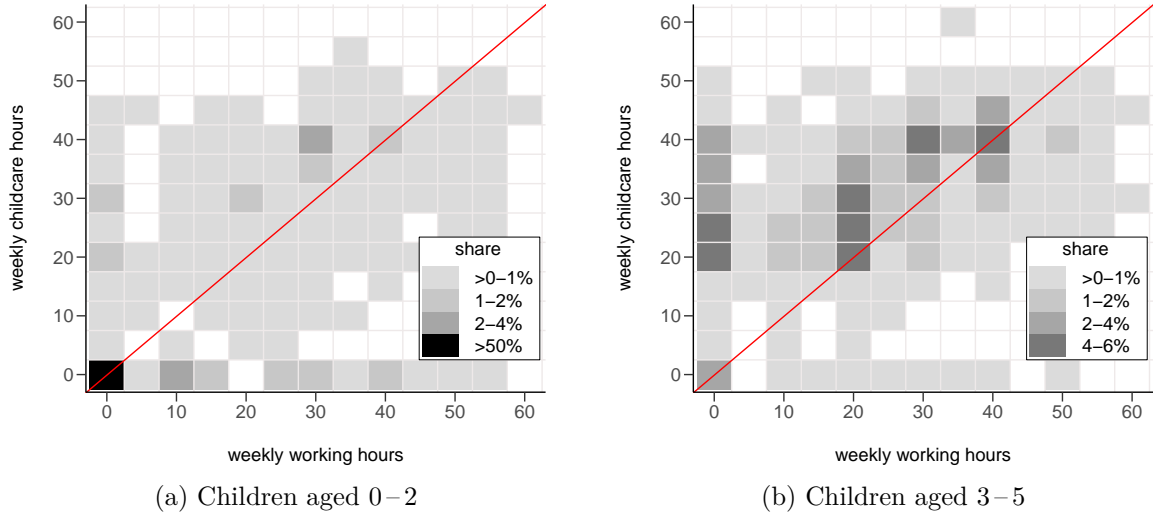 weekly childcare hours
60
50
40
30
20
10
0
share
>0−1%
1−2%
2−4%
>50%
0 10 20 30 40 50 60
weekly working hours
(a) Children aged 0–2
weekly childcare hours
60
50
40
30
20
10
0
share
>0−1%
1−2%
2−4%
4−6%
0 10 20 30 40 50 60
weekly working hours
(b) Children aged 3–5